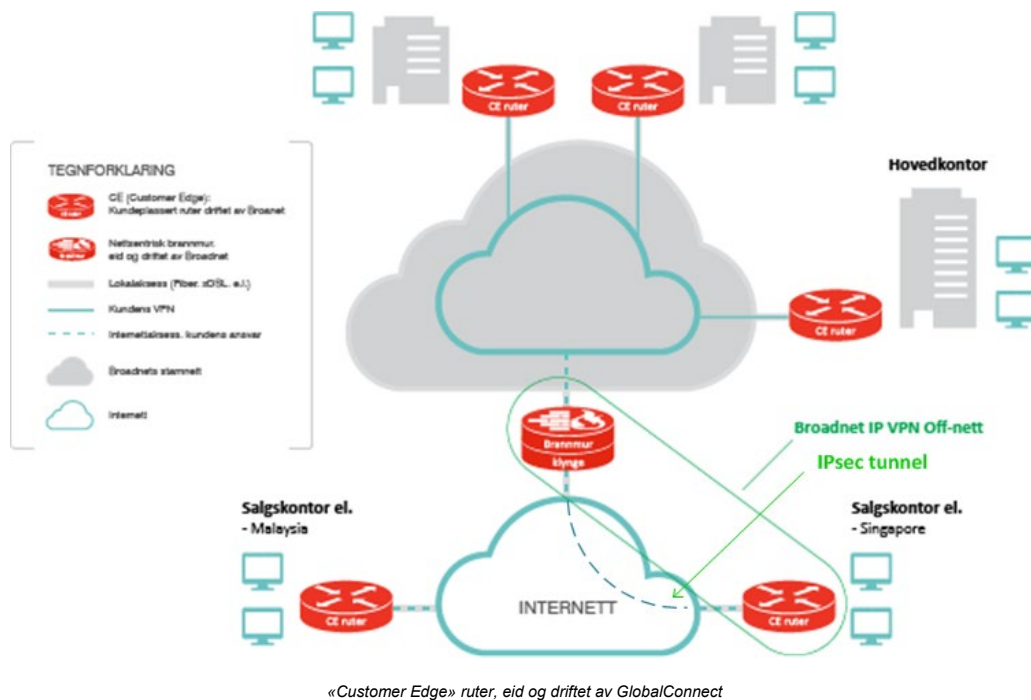 CE ruter
CE ruter
TEGNFORKLARING
CE (Customer Edge):
Kundeplassert ruter driftet av Broanet
Nettsentrisk brannmur.
eid og driftet av Broadnet
Lokalaksess (Fiber. xDSL. e.l.)
Kundens VPN
Internettaksess. kundens ansvar
Broadnets stamnett
Internett
Hovedkontor
CE ruter
Brannmur
klynge
Broadnet IP VPN Off-nett
IPsec tunnel
Salgskontor el.
- Malaysia
Salgskontor el.
- Singapore
CE ruter
INTERNETT
CE ruter
«Customer Edge» ruter, eid og driftet av GlobalConnect